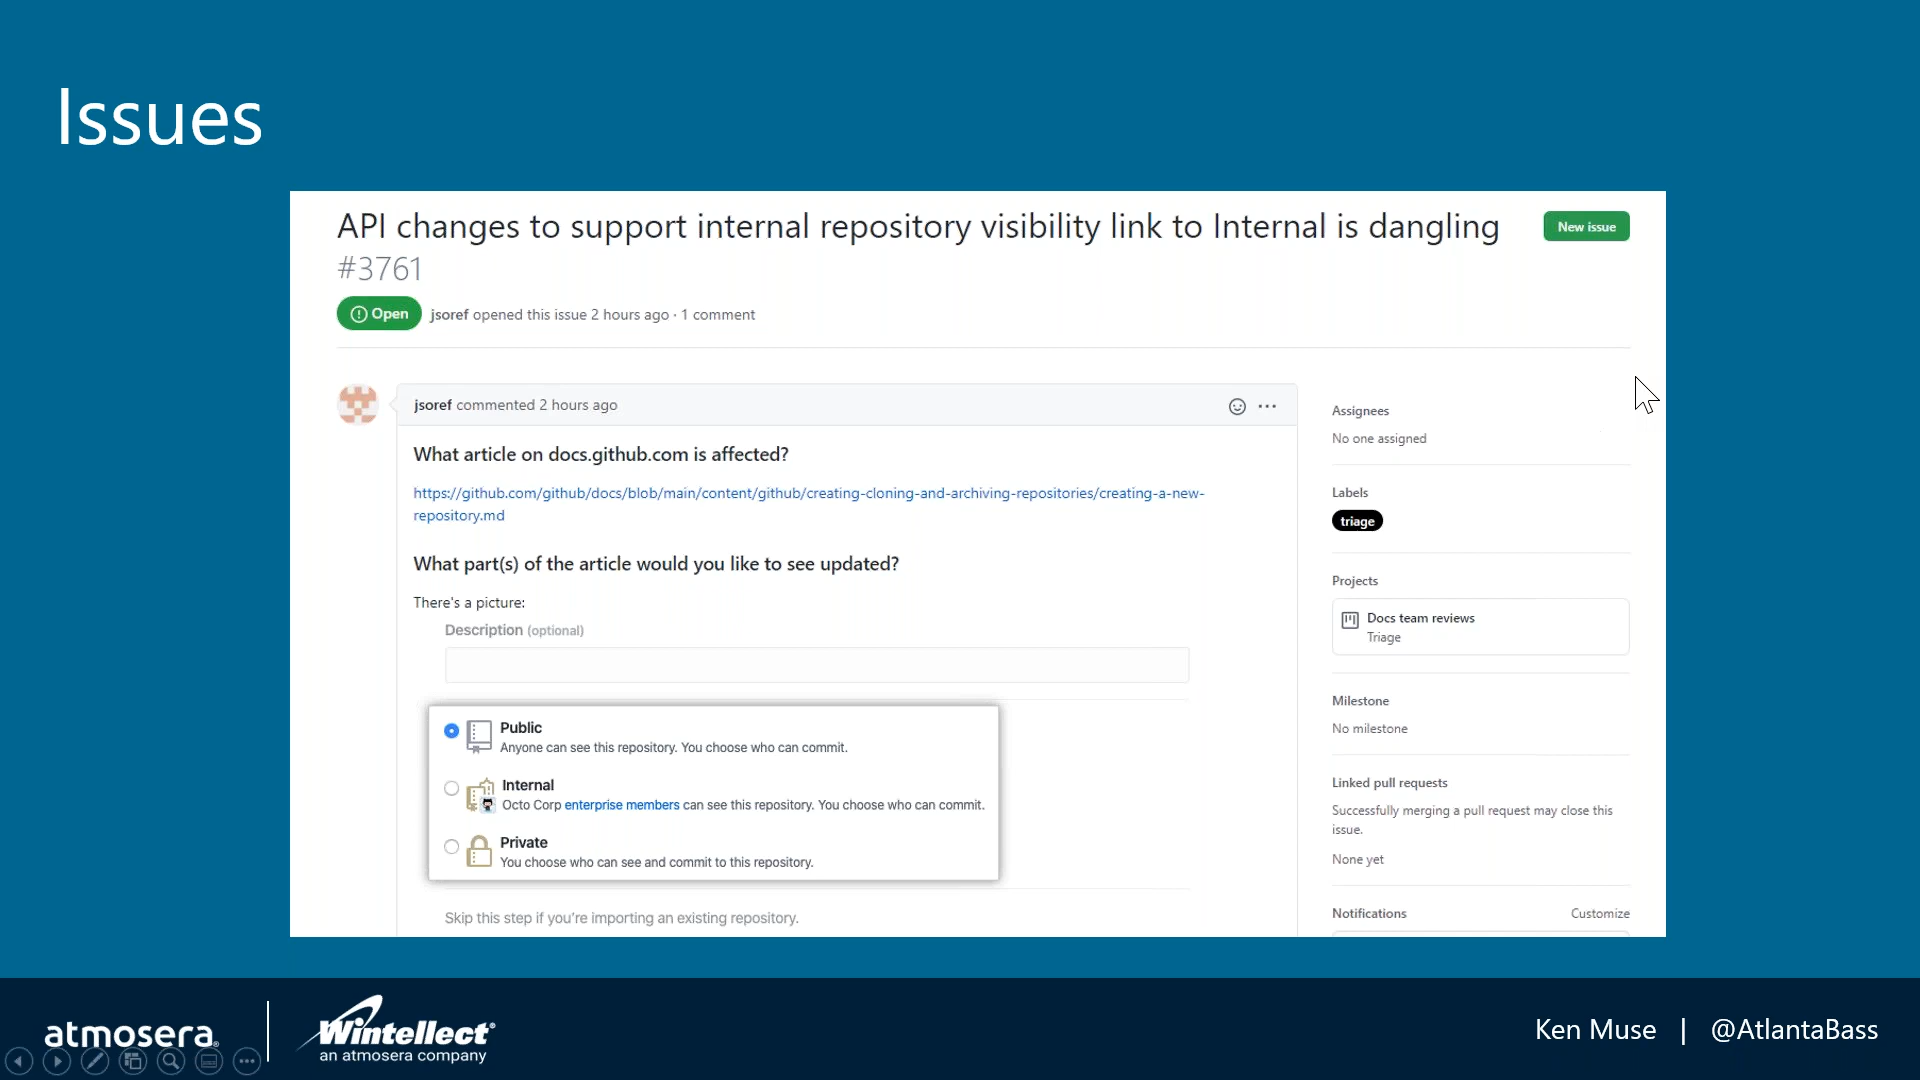 Issues
API changes to support internal repository visibility link to Internal is dangling
#3761
New issue
Open
jsoref opened this issue 2 hours ago · 1 comment
jsoref commented 2 hours ago
What article on docs.github.com is affected?
https://github.com/github/docs/blob/main/content/github/creating-cloning-and-archiving-repositories/creating-a-new-
repository.md
What part(s) of the article would you like to see updated?
There's a picture:
Description (optional)
Public
Anyone can see this repository. You choose who can commit.
Internal
Octo Corp enterprise members can see this repository. You choose who can commit.
Private
You choose who can see and commit to this repository.
Skip this step if you’re importing an existing repository.
Assignees
No one assigned
Labels
triage
Projects
Docs team reviews
Triage
Milestone
No milestone
Linked pull requests
Successfully merging a pull request may close this
issue.
None yet
Notifications
Customize
atmosera®
Wintellect®
an atmosera company
Ken Muse | @AtlantaBass